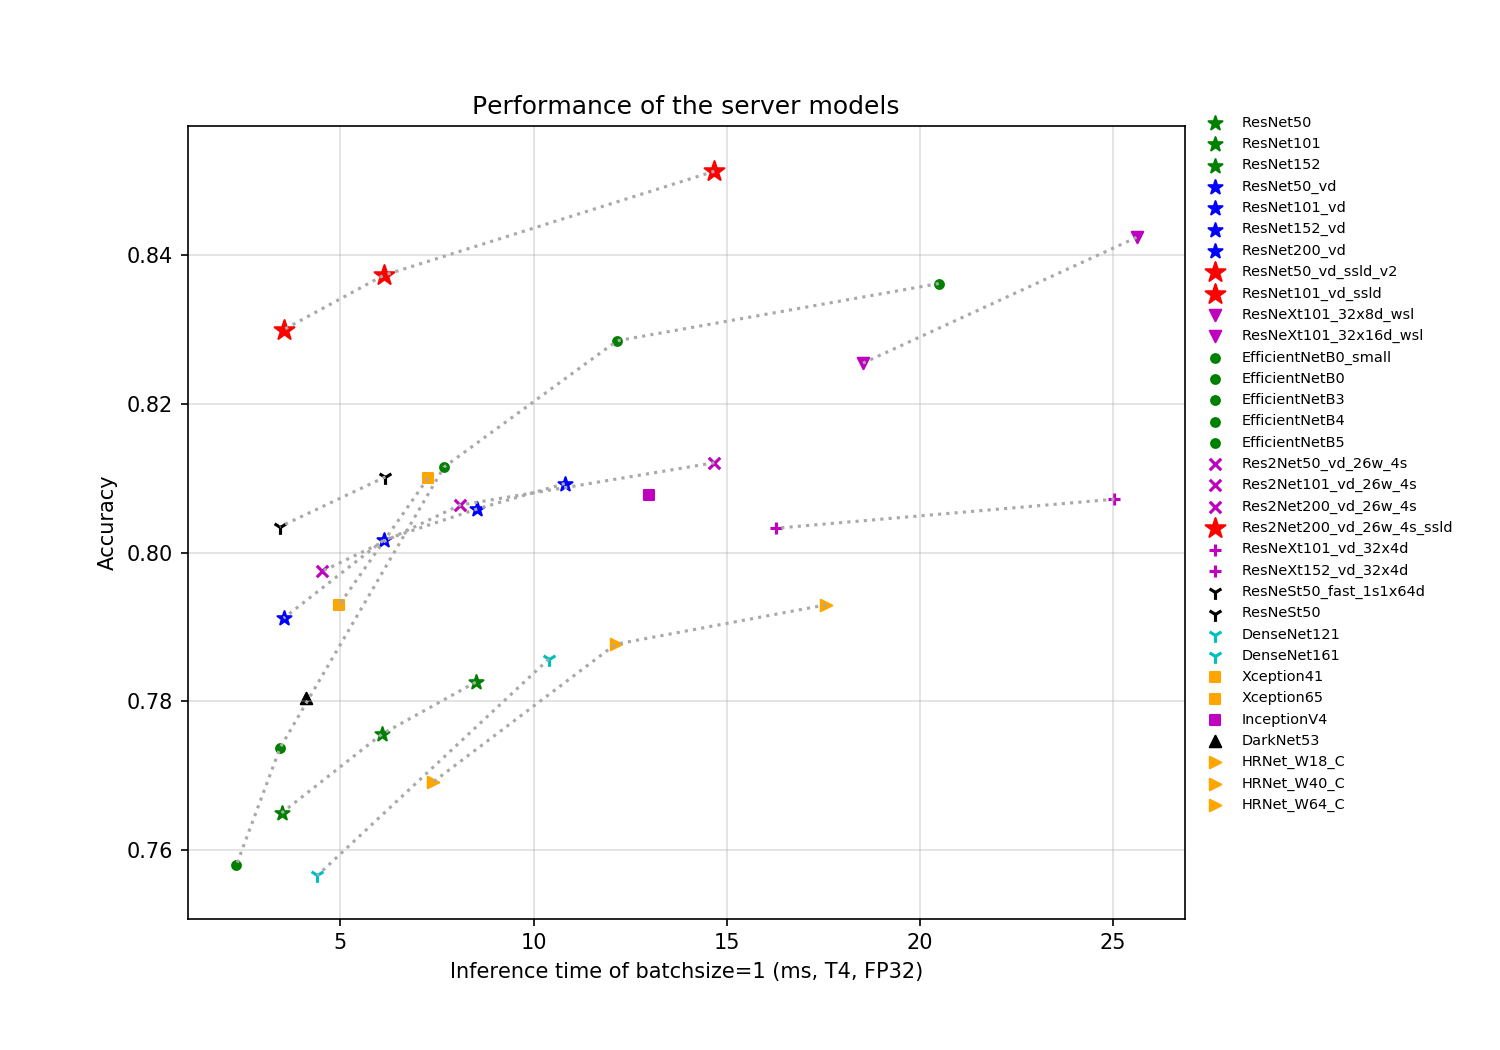 Performance of the server models
Accuracy
0.84
0.82
0.80
0.78
0.76
5 10 15 20 25
Inference time of batchsize=1 (ms, T4, FP32)
ResNet50
ResNet101
ResNet152
ResNet50_vd
ResNet101_vd
ResNet152_vd
ResNet200_vd
ResNet50_vd_ssld_v2
ResNet101_vd_ssld
ResNeXt101_32x8d_wsl
ResNeXt101_32x16d_wsl
EfficientNetB0_small
EfficientNetB0
EfficientNetB3
EfficientNetB4
EfficientNetB5
Res2Net50_vd_26w_4s
Res2Net101_vd_26w_4s
Res2Net200_vd_26w_4s
Res2Net200_vd_26w_4s_ssld
ResNeXt101_vd_32x4d
ResNeXt152_vd_32x4d
ResNeSt50_fast_1s1x64d
ResNeSt50
DenseNet121
DenseNet161
Xception41
Xception65
InceptionV4
DarkNet53
HRNet_W18_C
HRNet_W40_C
HRNet_W64_C